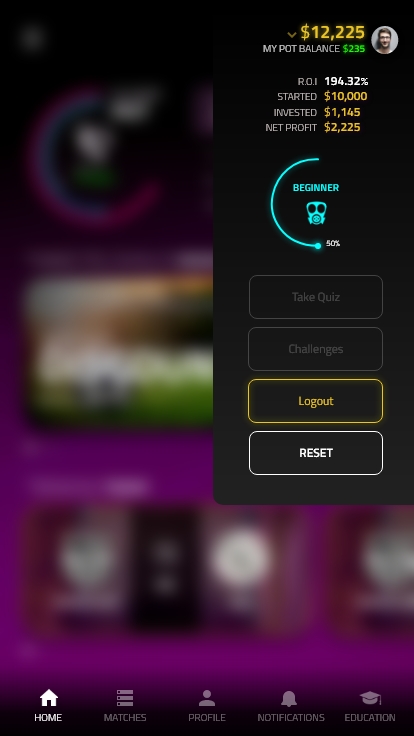 $12,225
MY POT BALANCE $235
R.O.I 194.32%
STARTED $10,000
INVESTED $1,145
NET PROFIT $2,225
BEGINNER
50%
Take Quiz
Challenges
Logout
RESET
HOME MATCHES PROFILE NOTIFICATIONS EDUCATION